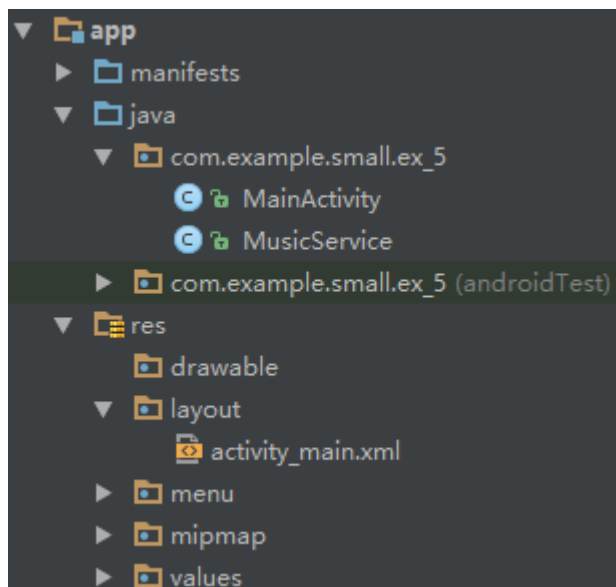 app
manifests
java
com.example.small.ex_5
C MainActivity
C MusicService
com.example.small.ex_5 (androidTest)
res
drawable
layout
activity_main.xml
menu
mipmap
values